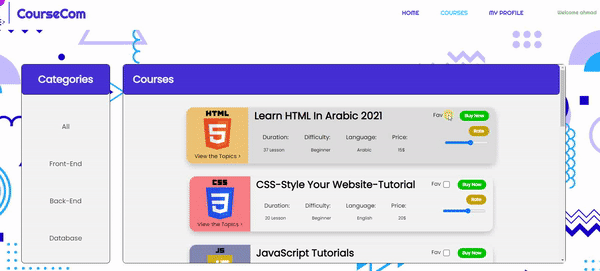 CourseCom
HOME COURSES MY PROFILE Welcome ahmad
Categories
All
Front-End
Back-End
Database
Courses
HTML
View the Topics >
Learn HTML In Arabic 2021
Fav Buy Now
Rate
Duration: Difficulty: Language: Price:
37 Lesson Beginner Arabic 15$
CSS
View the Topics >
CSS-Style Your Website-Tutorial
Fav Buy Now
Rate
Duration: Difficulty: Language: Price:
20 Lesson Beginner English 20$
JS
JavaScript Tutorials
Fav Buy Now